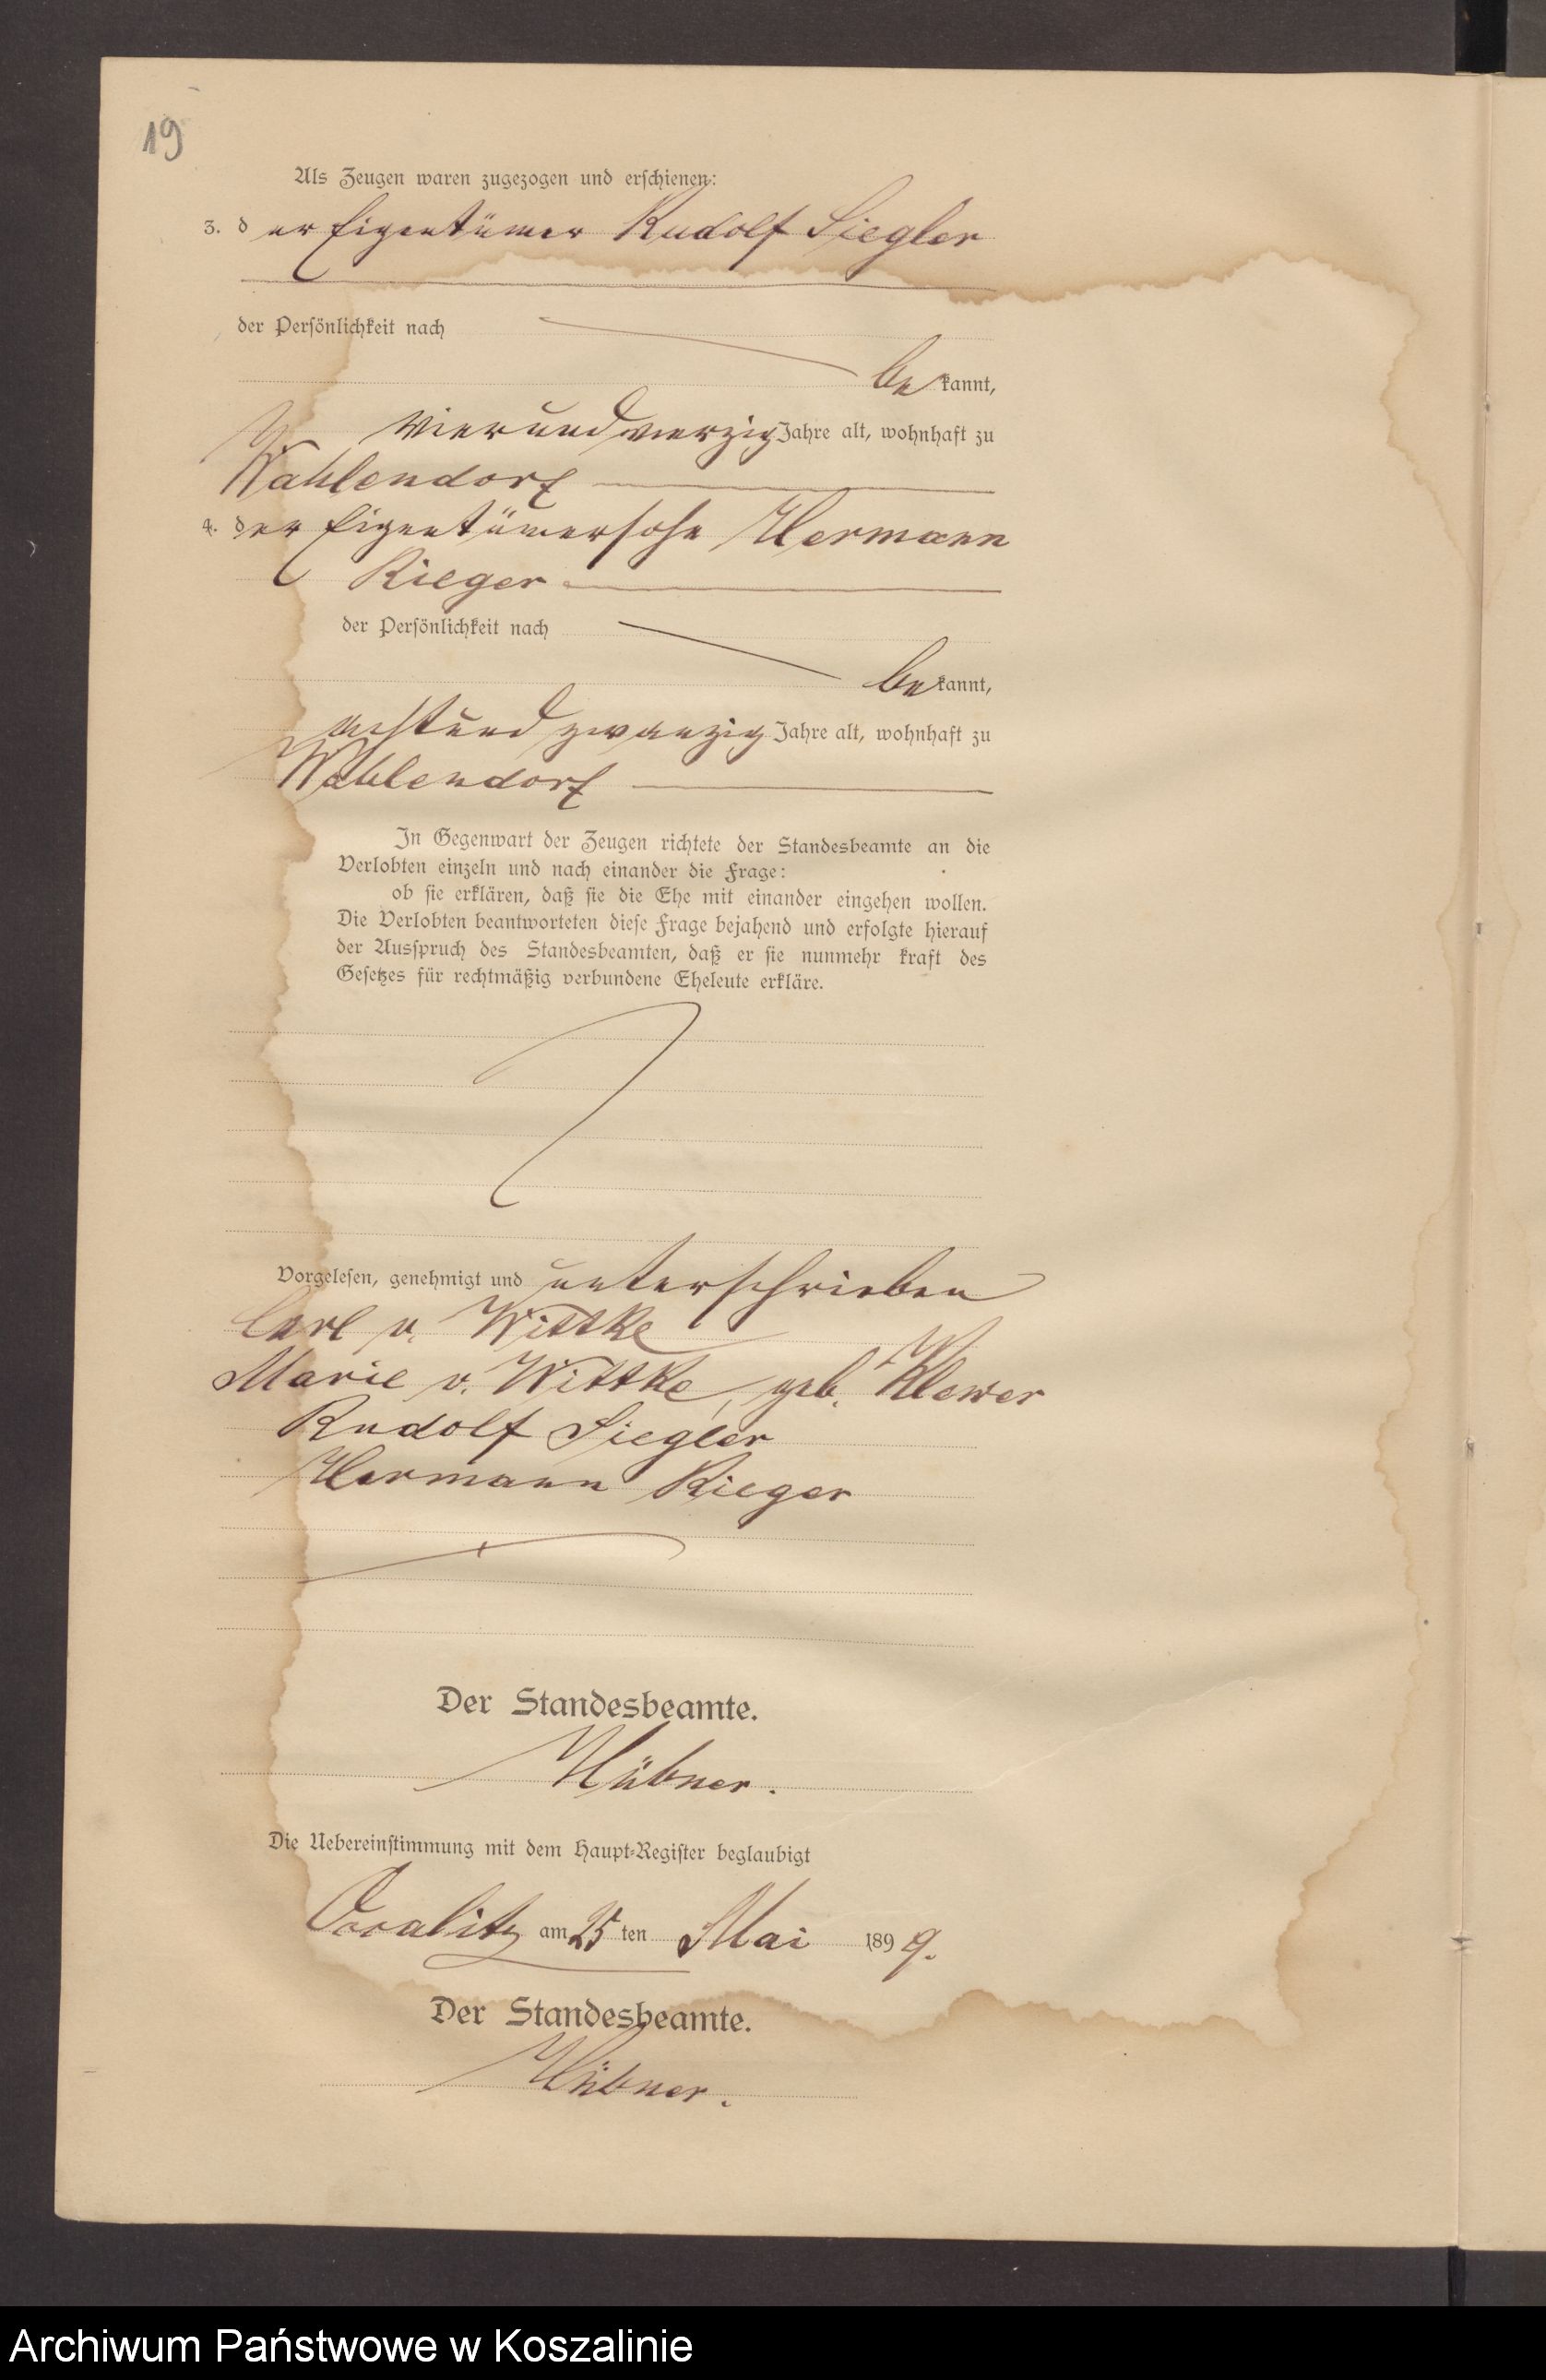 19
Als Zeugen waren zugezogen und erschienen:
3. der Eigentümer Rudolf Siegler
der Persönlichkeit nach
bekannt,
vierundvierzig Jahre alt, wohnhaft zu
Wahlendorf
4. der Eigentümersohn Hermann
Rieger
der Persönlichkeit nach
bekannt,
achtundzwanzig Jahre alt, wohnhaft zu
Wahlendorf
In Gegenwart der Zeugen richtete der Standesbeamte an die
Verlobten einzeln und nach einander die Frage:
ob sie erklären, daß sie die Ehe mit einander eingehen wollen.
Die Verlobten beantworteten diese Frage bejahend und erfolgte hierauf
der Ausspruch des Standesbeamten, daß er sie nunmehr kraft des
Gesetzes für rechtmäßig verbundene Eheleute erkläre.
Vorgelesen, genehmigt und unterschrieben
Carl v. Wittke
Marie v. Wittke, geb. Klewer
Rudolf Siegler
Hermann Rieger
Der Standesbeamte.
Hübner.
Die Uebereinstimmung mit dem Haupt-Register beglaubigt
am 25 ten Mai 1899.
Der Standesbeamte.
Hübner.
Archiwum Państwowe w Koszalinie